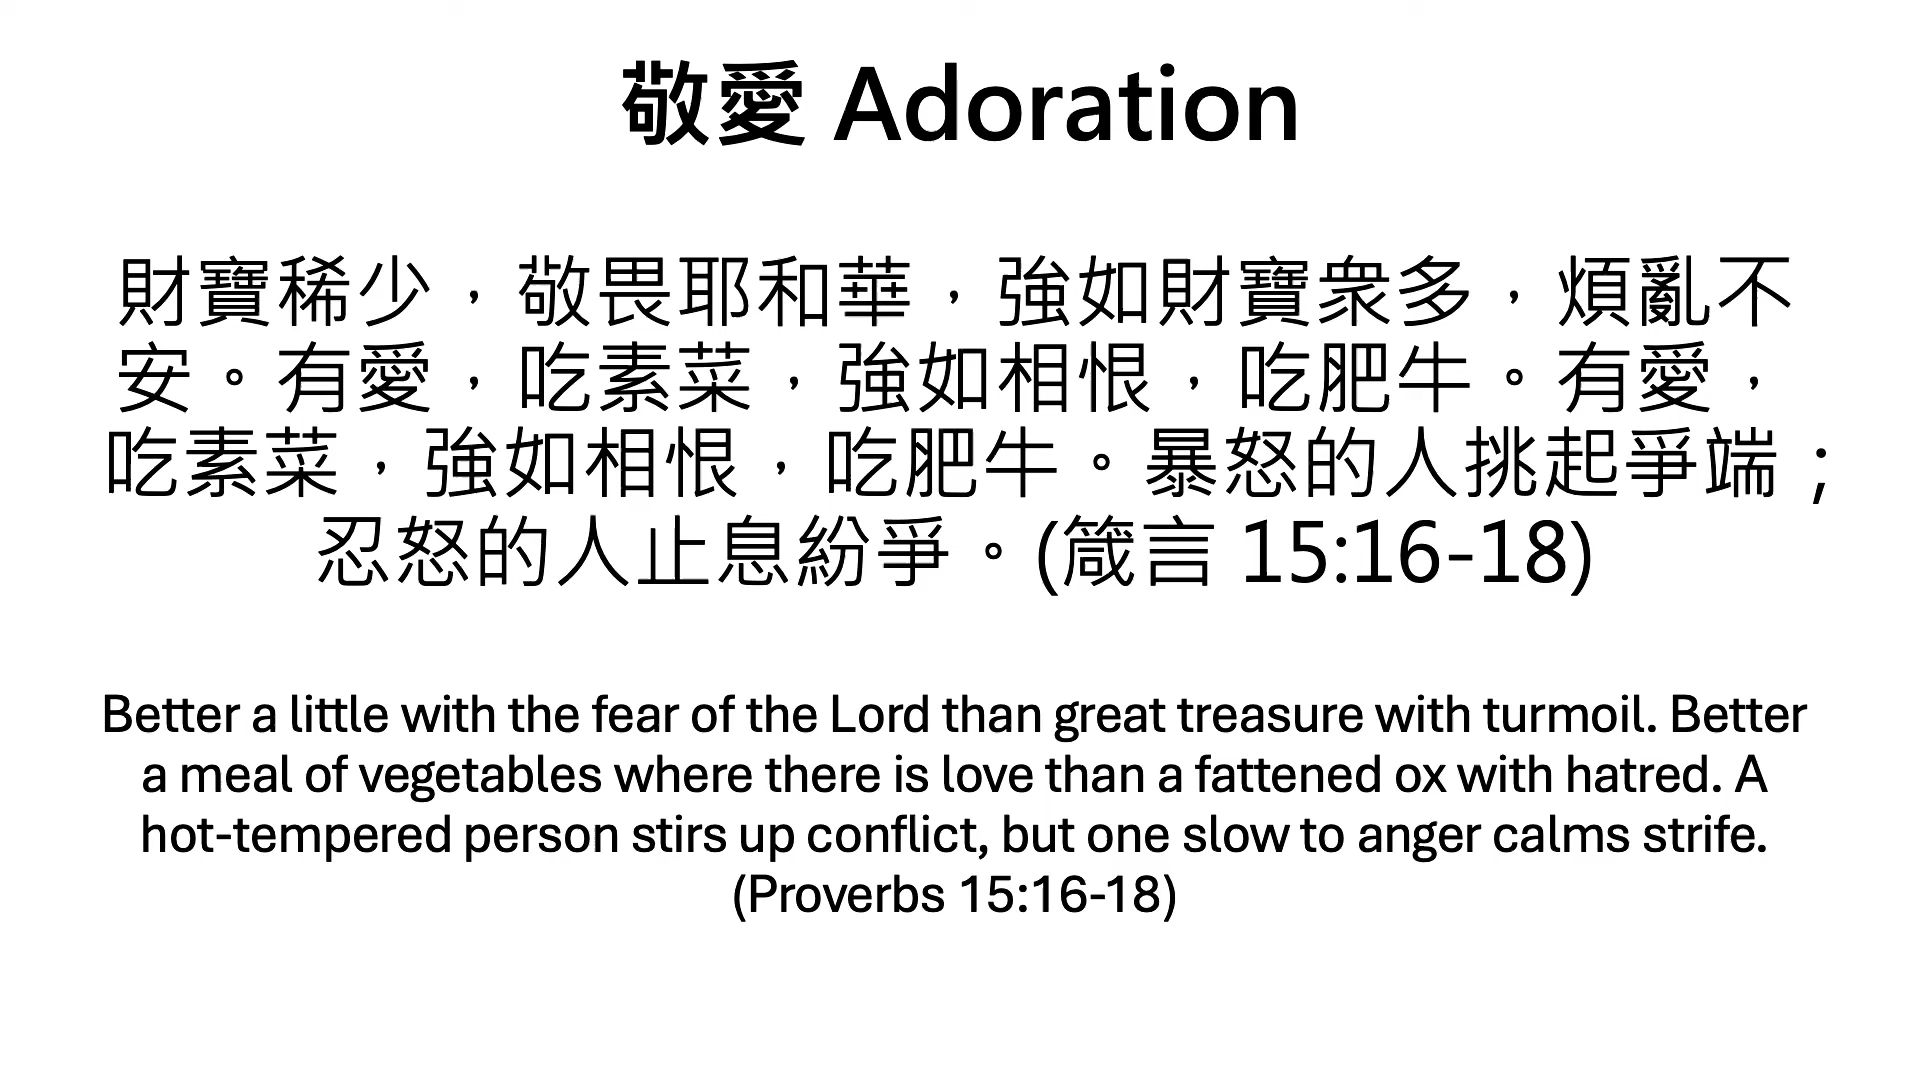 敬愛 Adoration
財寶稀少，敬畏耶和華，強如財寶眾多，煩亂不
安。有愛，吃素菜，強如相恨，吃肥牛。有愛，
吃素菜，強如相恨，吃肥牛。暴怒的人挑起爭端；
忍怒的人止息紛爭。(箴言 15:16-18)
Better a little with the fear of the Lord than great treasure with turmoil. Better
a meal of vegetables where there is love than a fattened ox with hatred. A
hot-tempered person stirs up conflict, but one slow to anger calms strife.
(Proverbs 15:16-18)